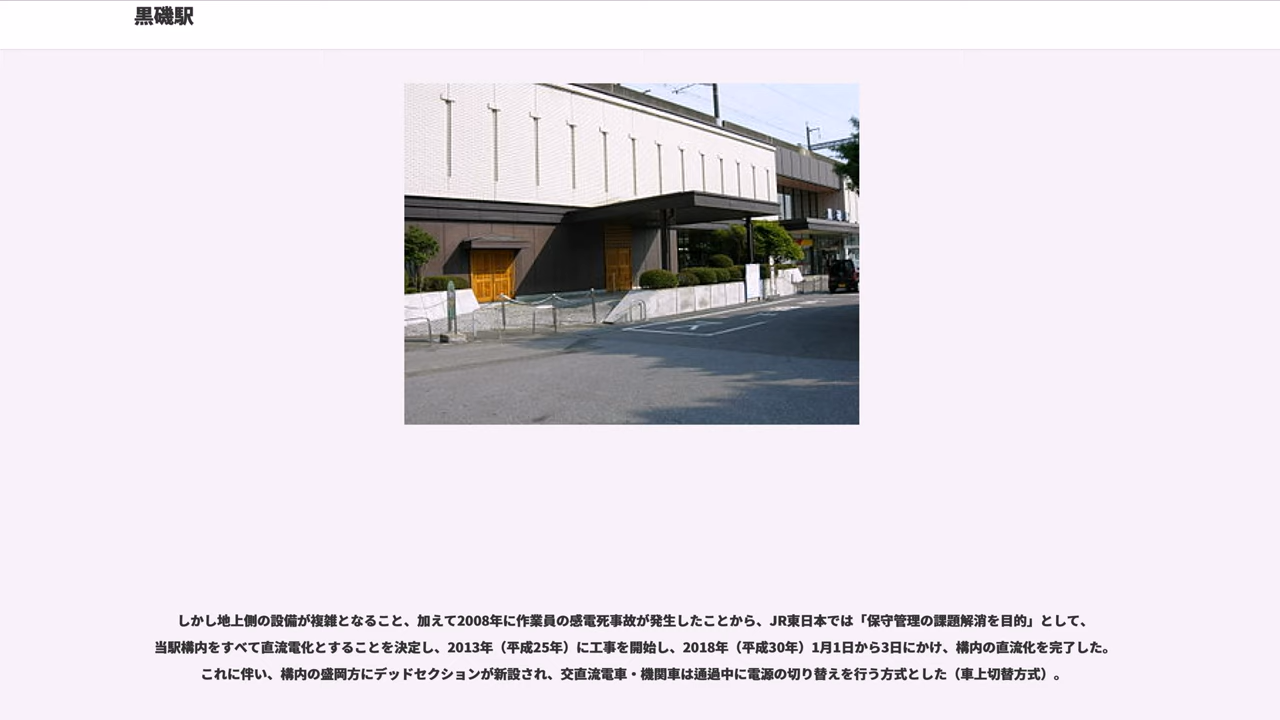 黒磯駅
しかし地上側の設備が複雑となること、加えて2008年に作業員の感電死事故が発生したことから、JR東日本では「保守管理の課題解消を目的」として、
当駅構内をすべて直流電化とすることを決定し、2013年（平成25年）に工事を開始し、2018年（平成30年）1月1日から3日にかけ、構内の直流化を完了した。
これに伴い、構内の盛岡方にデッドセクションが新設され、交直流電車・機関車は通過中に電源の切り替えを行う方式とした（車上切替方式）。